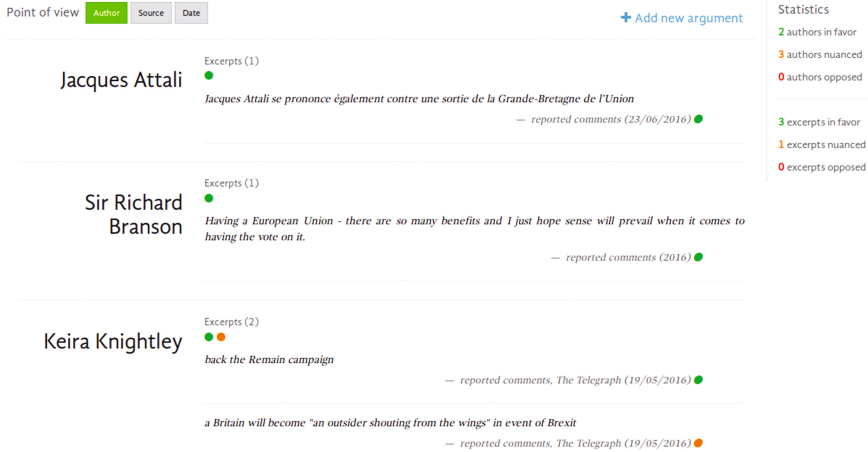 Point of view Author Source Date
Add new argument
Jacques Attali
Excerpts (1)
Jacques Attali se prononce également contre une sortie de la Grande-Bretagne de l'Union
— reported comments (23/06/2016)
Sir Richard
Branson
Excerpts (1)
Having a European Union - there are so many benefits and I just hope sense will prevail when it comes to
having the vote on it.
— reported comments (2016)
Keira Knightley
Excerpts (2)
back the Remain campaign
— reported comments, The Telegraph (19/05/2016)
a Britain will become "an outsider shouting from the wings" in event of Brexit
— reported comments, The Telegraph (19/05/2016)
Statistics
2 authors in favor
3 authors nuanced
0 authors opposed
3 excerpts in favor
1 excerpts nuanced
0 excerpts opposed